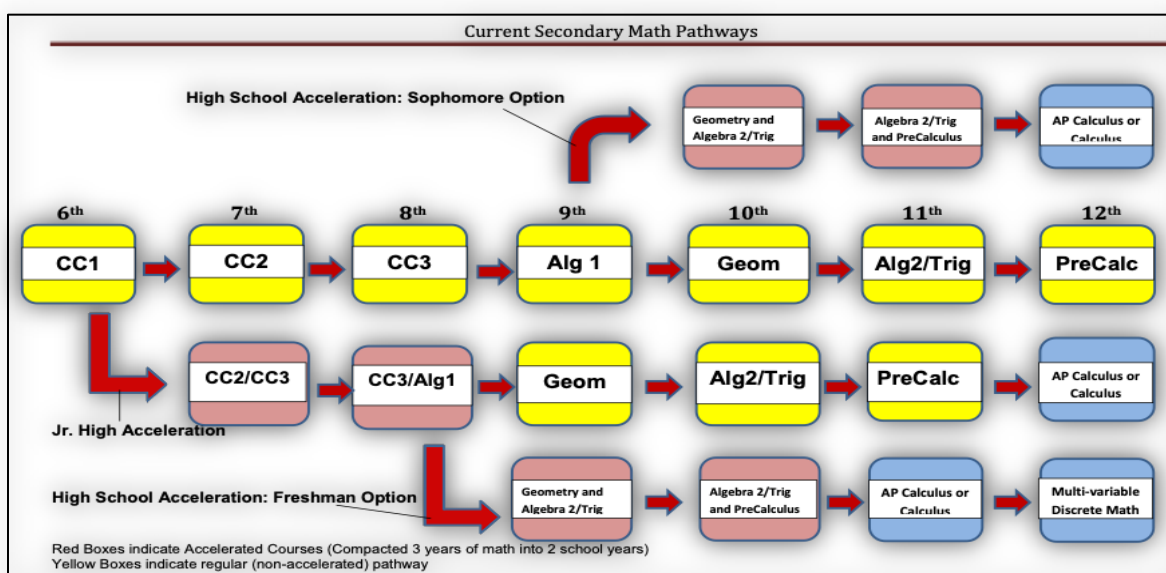 Current Secondary Math Pathways
High School Acceleration: Sophomore Option
Geometry and
Algebra 2/Trig
Algebra 2/Trig
and PreCalculus
AP Calculus or
Calculus
6th 7th 8th 9th 10th 11th 12th
CC1 CC2 CC3 Alg 1 Geom Alg2/Trig PreCalc
CC2/CC3 CC3/Alg1 Geom Alg2/Trig PreCalc
AP Calculus or
Calculus
Jr. High Acceleration
High School Acceleration: Freshman Option
Geometry and
Algebra 2/Trig
Algebra 2/Trig
and PreCalculus
AP Calculus or
Calculus
Multi-variable
Discrete Math
Red Boxes indicate Accelerated Courses (Compacted 3 years of math into 2 school years)
Yellow Boxes indicate regular (non-accelerated) pathway